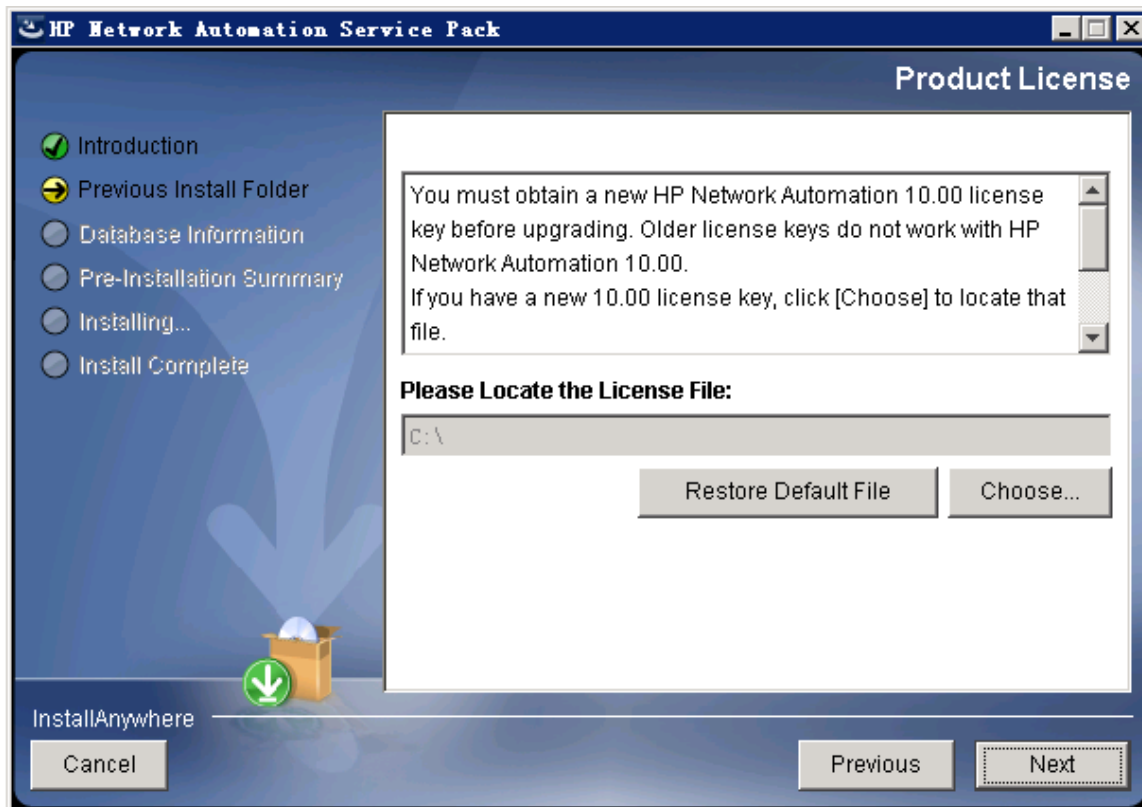 HP Network Automation Service Pack
Product License
Introduction
Previous Install Folder
Database Information
Pre-Installation Summary
Installing...
Install Complete
You must obtain a new HP Network Automation 10.00 license
key before upgrading. Older license keys do not work with HP
Network Automation 10.00.
If you have a new 10.00 license key, click [Choose] to locate that
file.
Please Locate the License File:
C:\
Restore Default File
Choose...
InstallAnywhere
Cancel
Previous
Next